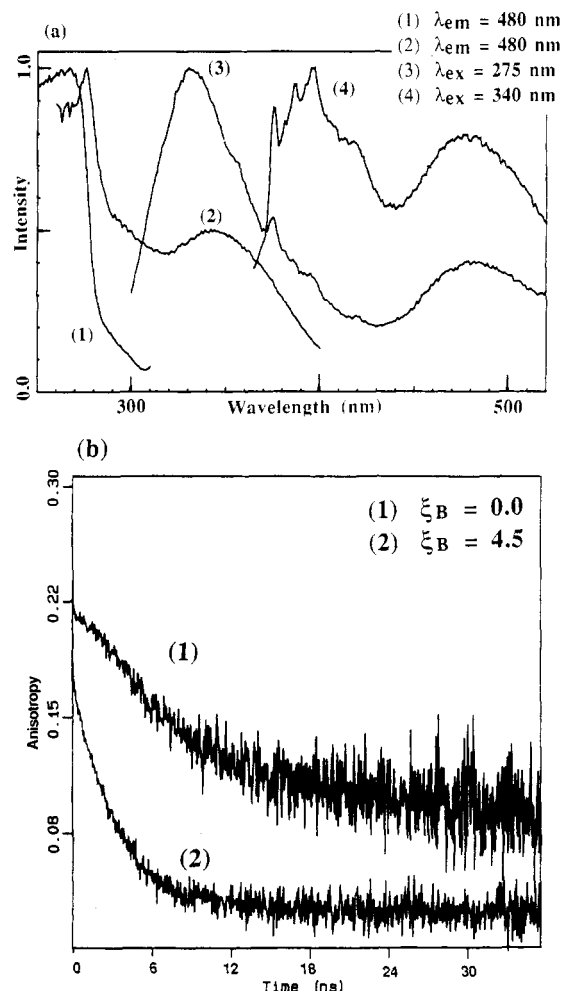 (a)
(1) λem = 480 nm
(2) λem = 480 nm
(3) λex = 275 nm
(4) λex = 340 nm
1.0
(3)
(4)
Intensity
(2)
(1)
0.0
300
Wavelength (nm)
500
(b)
0.30
(1) ξB = 0.0
(2) ξB = 4.5
0.22
(1)
Anisotropy
0.15
0.08
(2)
0 6 12 18 24 30
Time (ns)